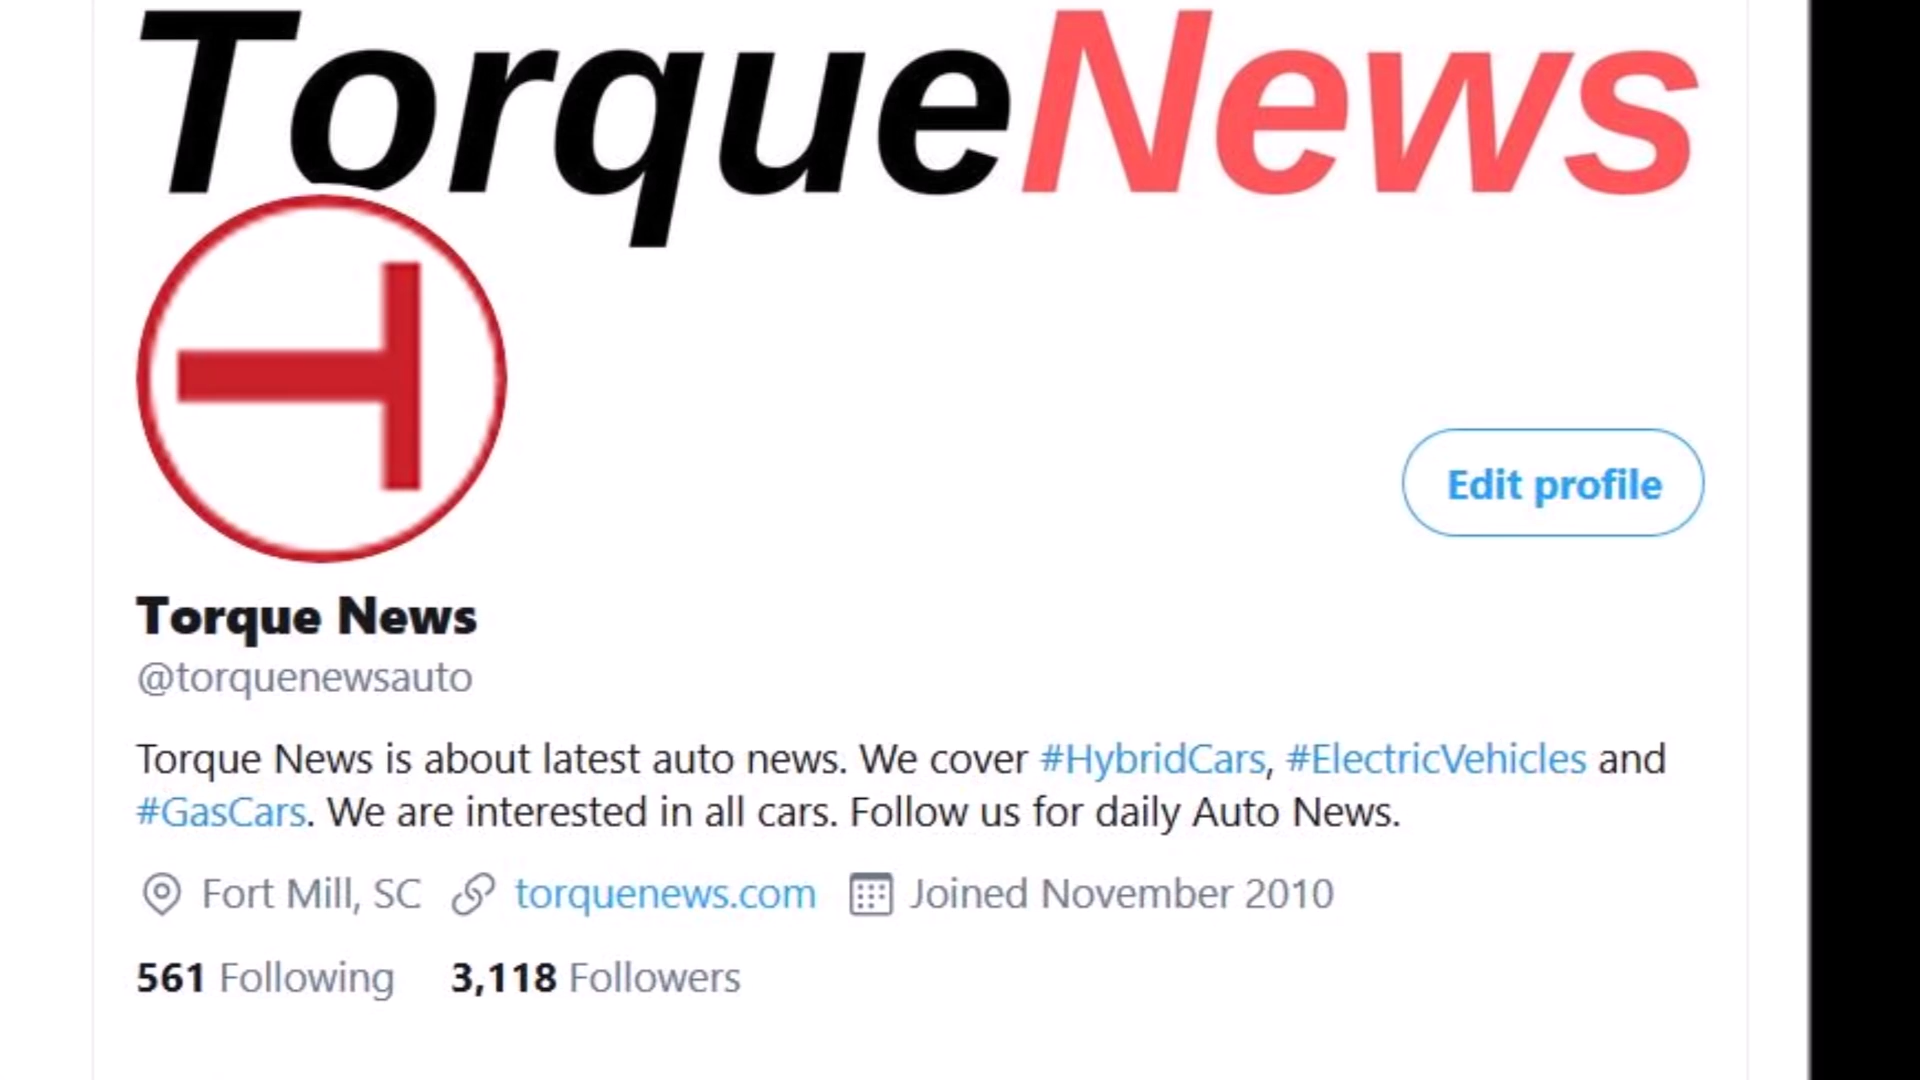 TorqueNews
T
Edit profile
Torque News
@torquenewsauto
Torque News is about latest auto news. We cover #HybridCars, #ElectricVehicles and
#GasCars. We are interested in all cars. Follow us for daily Auto News.
Fort Mill, SC torquenews.com Joined November 2010
561 Following 3,118 Followers